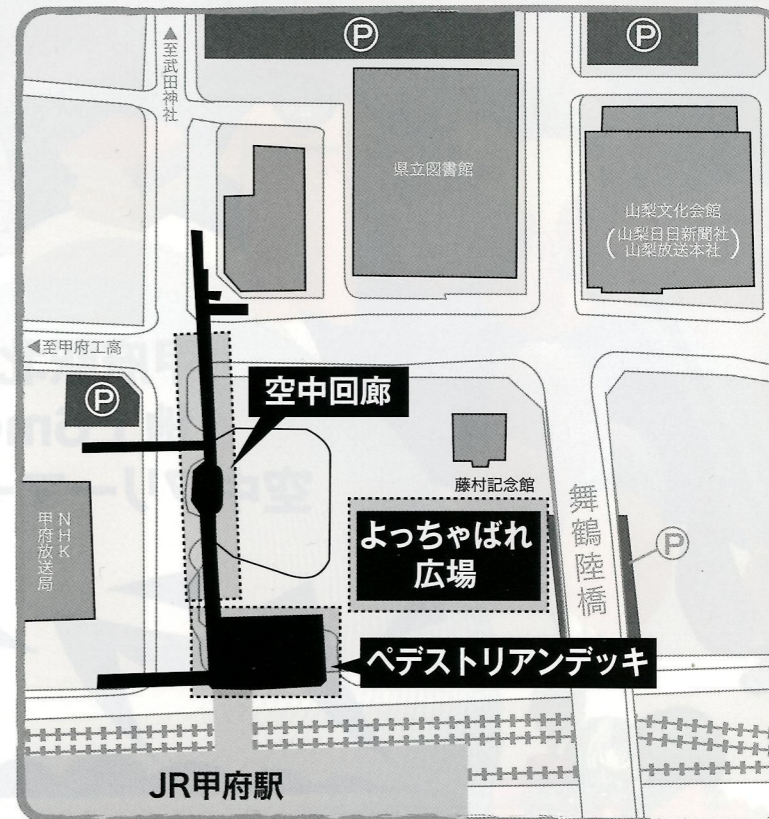 Ⓟ
Ⓟ
▲至武田神社
県立図書館
山梨文化会館
(山梨日日新聞社
山梨放送本社)
◀至甲府工高
Ⓟ
空中回廊
藤村記念館
NHK
甲府放送局
よっちゃばれ
広場
舞鶴陸橋
Ⓟ
ペデストリアンデッキ
JR甲府駅